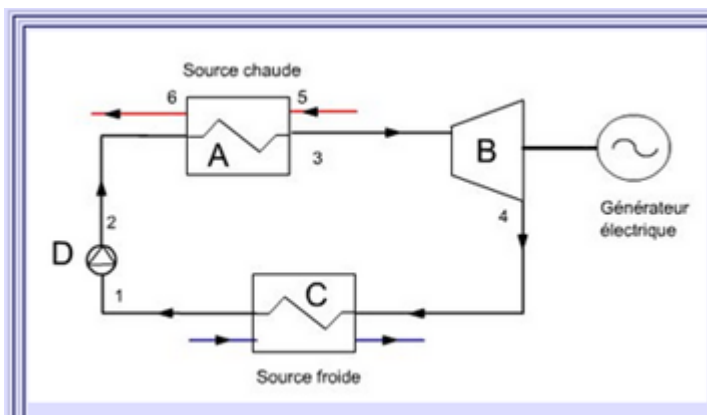 Source chaude
6
5
A
3
B
4
Générateur
électrique
2
D
1
C
Source froide